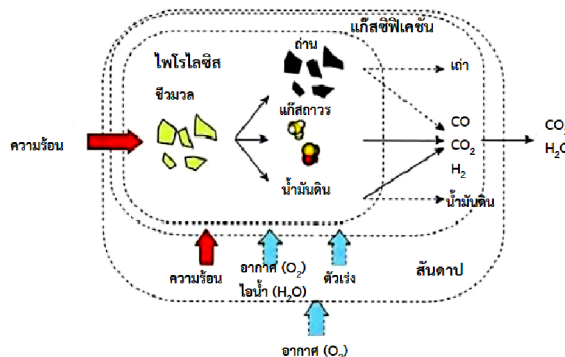 แก๊สซิฟิเคชัน
ไพโรไลซิส
ถ่าน
ชีวมวล
แก๊สถาวร
น้ำมันดิน
เถ้า
CO
CO2
H2
น้ำมันดิน
CO2
H2O
ความร้อน
ความร้อน
อากาศ (O2)
ไอน้ำ (H2O)
ตัวเร่ง
สันดาป
อากาศ (O2)